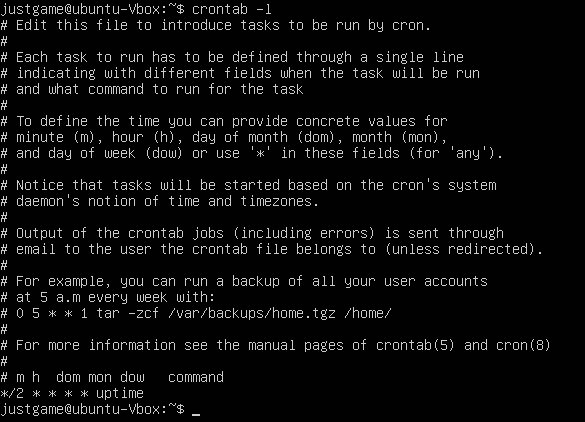 justgame@ubuntu-Vbox:~$ crontab -l
# Edit this file to introduce tasks to be run by cron.
#
# Each task to run has to be defined through a single line
# indicating with different fields when the task will be run
# and what command to run for the task
#
# To define the time you can provide concrete values for
# minute (m), hour (h), day of month (dom), month (mon),
# and day of week (dow) or use '*' in these fields (for 'any').
#
# Notice that tasks will be started based on the cron's system
# daemon's notion of time and timezones.
#
# Output of the crontab jobs (including errors) is sent through
# email to the user the crontab file belongs to (unless redirected).
#
# For example, you can run a backup of all your user accounts
# at 5 a.m every week with:
# 0 5 * * 1 tar -zcf /var/backups/home.tgz /home/
#
# For more information see the manual pages of crontab(5) and cron(8)
#
# m h  dom mon dow   command
*/2 * * * * uptime
justgame@ubuntu-Vbox:~$ _